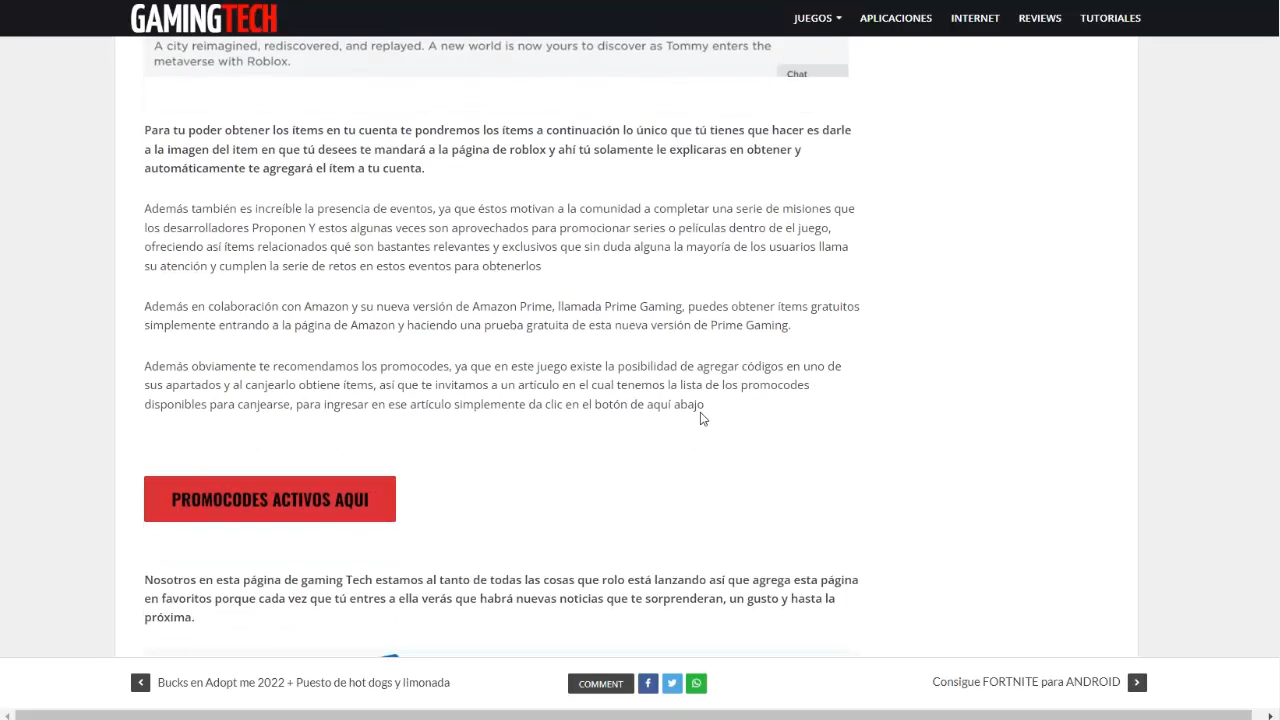 GAMINGTECH
JUEGOS
APLICACIONES
INTERNET
REVIEWS
TUTORIALES
A city reimagined, rediscovered, and replayed. A new world is now yours to discover as Tommy enters the
metaverse with Roblox.
Chat
Para tu poder obtener los ítems en tu cuenta te pondremos los ítems a continuación lo único que tú tienes que hacer es darle
a la imagen del item en que tú desees te mandará a la página de roblox y ahí tú solamente le explicaras en obtener y
automáticamente te agregará el ítem a tu cuenta.
Además también es increíble la presencia de eventos, ya que éstos motivan a la comunidad a completar una serie de misiones que
los desarrolladores Proponen Y estos algunas veces son aprovechados para promocionar series o películas dentro de el juego,
ofreciendo así ítems relacionados qué son bastantes relevantes y exclusivos que sin duda alguna la mayoría de los usuarios llama
su atención y cumplen la serie de retos en estos eventos para obtenerlos
Además en colaboración con Amazon y su nueva versión de Amazon Prime, llamada Prime Gaming, puedes obtener ítems gratuitos
simplemente entrando a la página de Amazon y haciendo una prueba gratuita de esta nueva versión de Prime Gaming.
Además obviamente te recomendamos los promocodes, ya que en este juego existe la posibilidad de agregar códigos en uno de
sus apartados y al canjearlo obtiene ítems, así que te invitamos a un artículo en el cual tenemos la lista de los promocodes
disponibles para canjearse, para ingresar en ese artículo simplemente da clic en el botón de aquí abajo
PROMOCODES ACTIVOS AQUI
Nosotros en esta página de gaming Tech estamos al tanto de todas las cosas que rolo está lanzando así que agrega esta página
en favoritos porque cada vez que tú entres a ella verás que habrá nuevas noticias que te sorprenderan, un gusto y hasta la
próxima.
Bucks en Adopt me 2022 + Puesto de hot dogs y limonada
COMMENT
Consigue FORTNITE para ANDROID